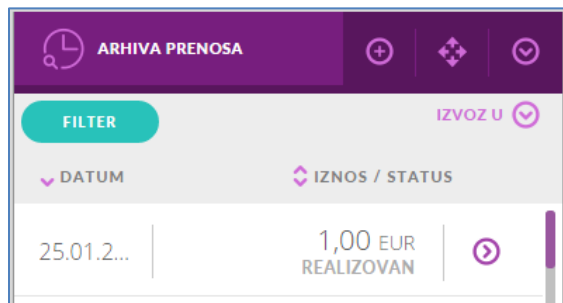 ARHIVA PRENOSA
FILTER
IZVOZ U
DATUM
IZNOS / STATUS
25.01.2...
1,00 EUR
REALIZOVAN